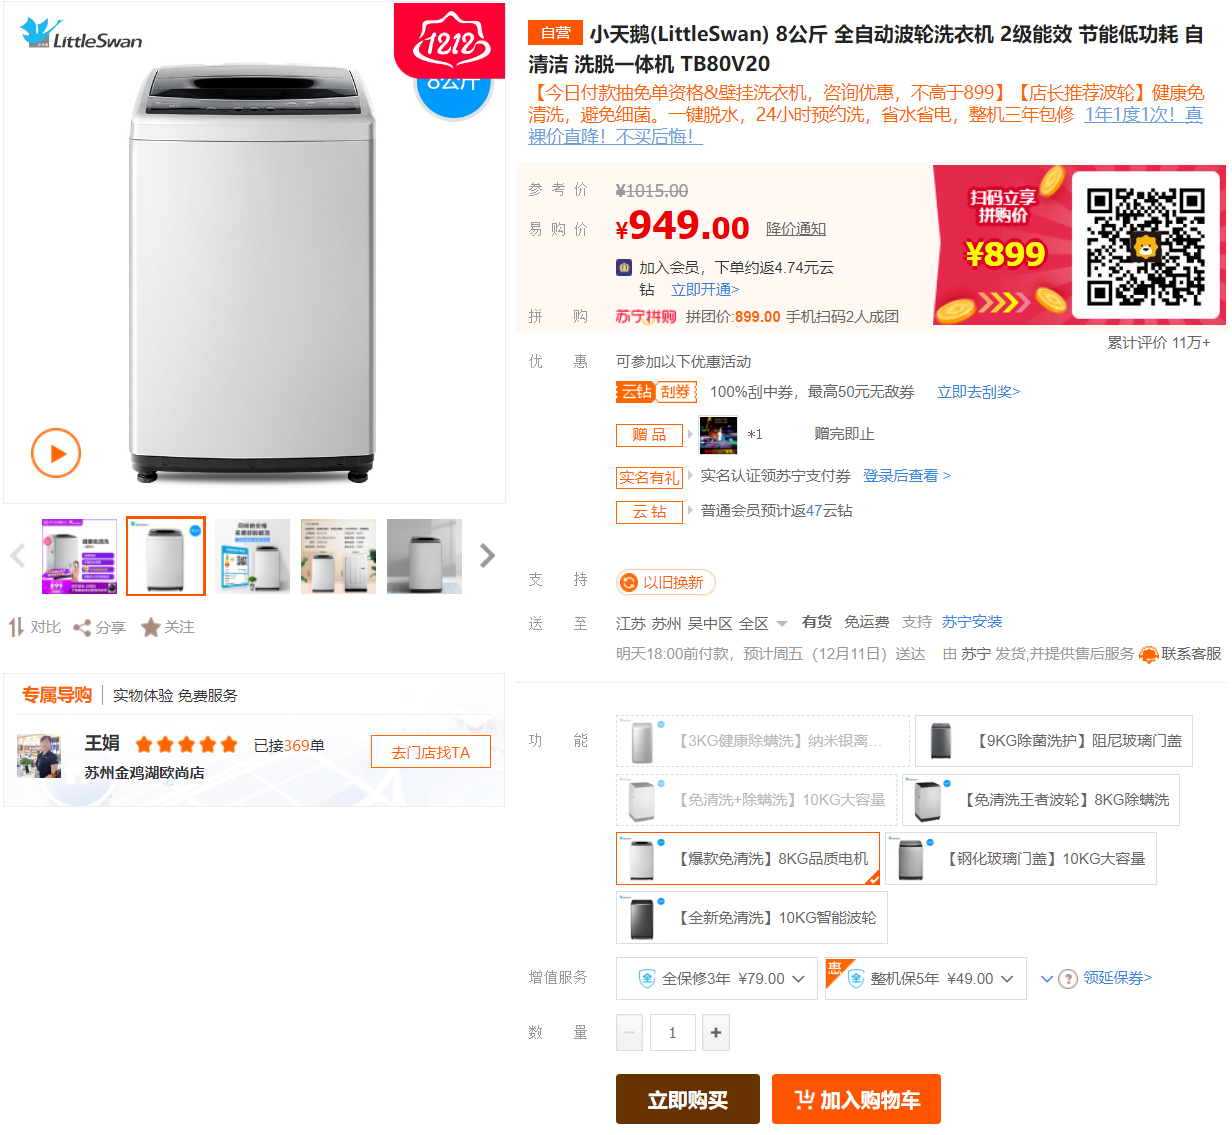 LittleSwan
1212
8公斤
对比
分享
关注
专属导购
实物体验 免费服务
王娟
已接369单
去门店找TA
苏州金鸡湖欧尚店
自营
小天鹅(LittleSwan) 8公斤 全自动波轮洗衣机 2级能效 节能低功耗 自
清洁 洗脱一体机 TB80V20
【今日付款抽免单资格&壁挂洗衣机，咨询优惠，不高于899】【店长推荐波轮】健康免
清洗，避免细菌。一键脱水，24小时预约洗，省水省电，整机三年包修 1年1度1次！真
裸价直降！不买后悔！
参考价
¥1015.00
易购价
¥949.00
降价通知
加入会员，下单约返4.74元云
钻 立即开通>
拼购
苏宁拼购 拼团价:899.00 手机扫码2人成团
扫码立享
拼购价
¥899
累计评价 11万+
优惠
可参加以下优惠活动
云钻 刮券 100%刮中券，最高50元无敌券 立即去刮奖>
赠品 *1 赠完即止
实名有礼 实名认证领苏宁支付券 登录后查看 >
云钻 普通会员预计返47云钻
支持
以旧换新
送至
江苏 苏州 吴中区 全区 有货 免运费 支持 苏宁安装
明天18:00前付款，预计周五（12月11日）送达 由 苏宁 发货,并提供售后服务 联系客服
功能
【3KG健康除螨洗】纳米银离...
【9KG除菌洗护】阻尼玻璃门盖
【免清洗+除螨洗】10KG大容量
【免清洗王者波轮】8KG除螨洗
【爆款免清洗】8KG品质电机
【钢化玻璃门盖】10KG大容量
【全新免清洗】10KG智能波轮
增值服务
全 全保修3年 ¥79.00
惠 全 整机保5年 ¥49.00
? 领延保券>
数量
− 1 +
立即购买
加入购物车